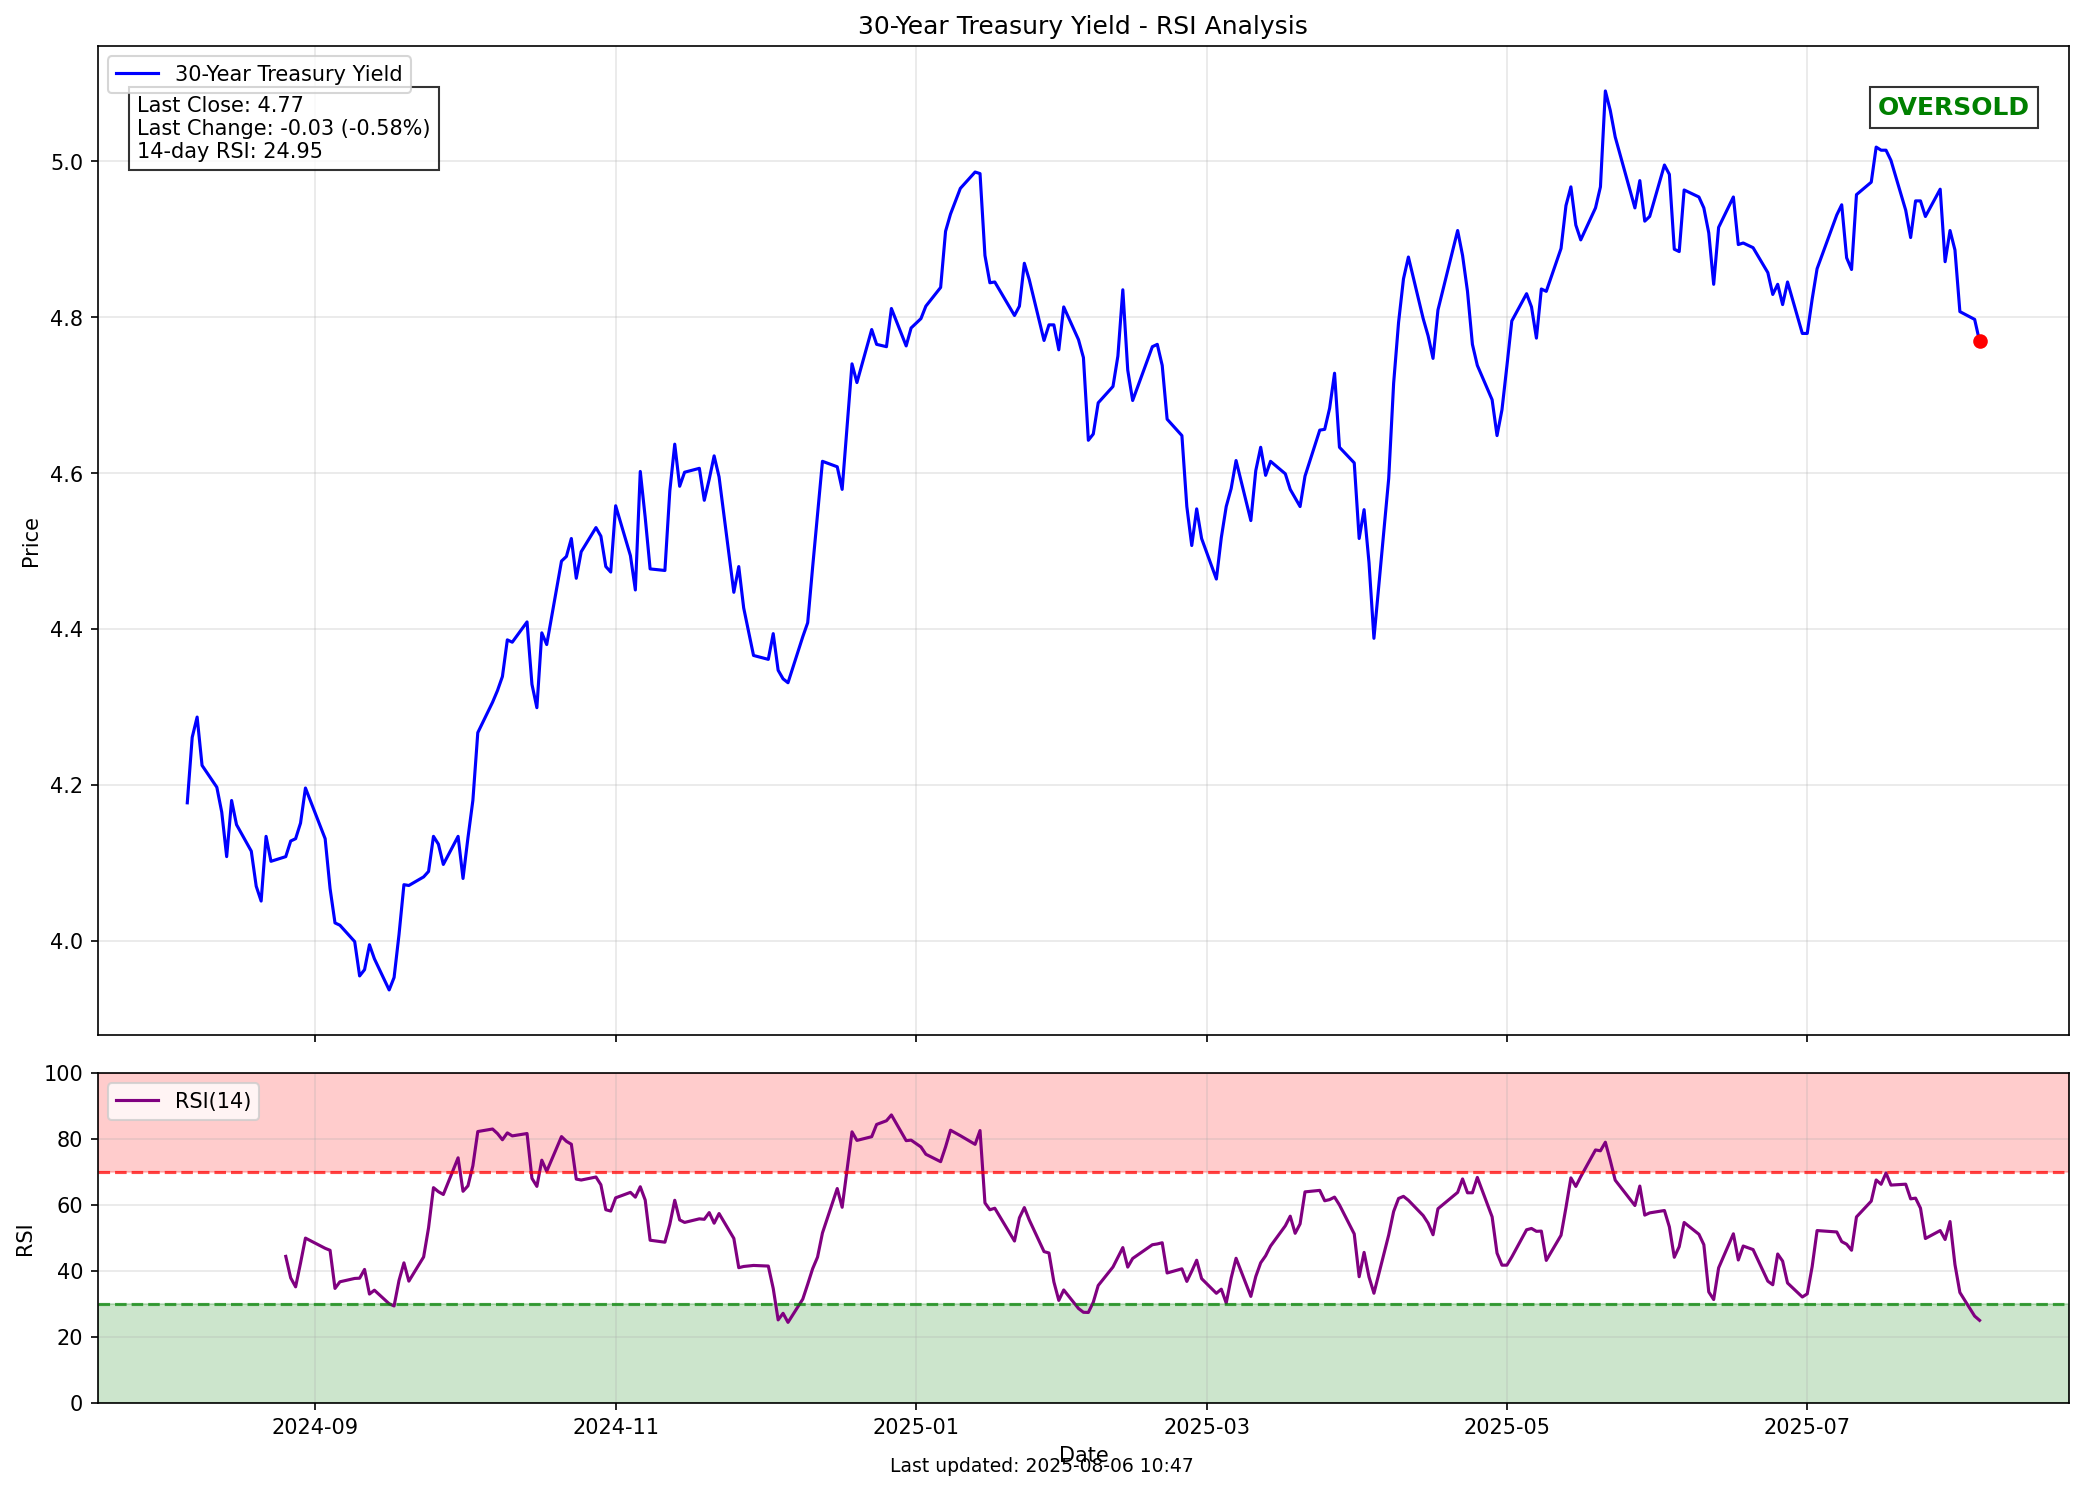 30-Year Treasury Yield - RSI Analysis
30-Year Treasury Yield
Last Close: 4.77
Last Change: -0.03 (-0.58%)
14-day RSI: 24.95
OVERSOLD
Price
5.0
4.8
4.6
4.4
4.2
4.0
RSI(14)
RSI
100
80
60
40
20
0
2024-09
2024-11
2025-01
2025-03
2025-05
2025-07
Date
Last updated: 2025-08-06 10:47